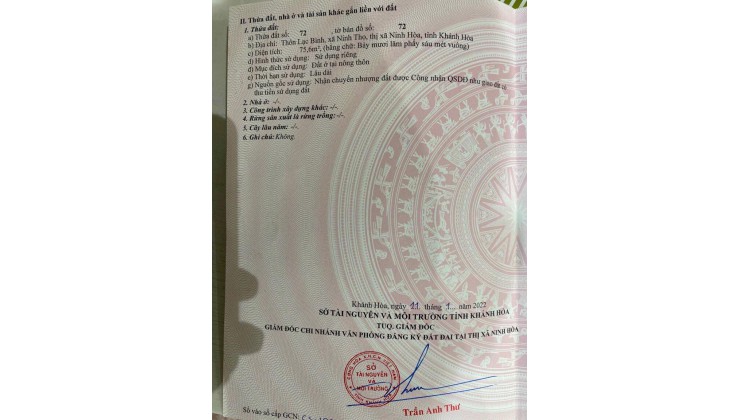 II. Thửa đất, nhà ở và tài sản khác gắn liền với đất
1. Thửa đất:
a) Thửa đất số: 72 , tờ bản đồ số: 72
b) Địa chỉ: Thôn Lạc Bình, xã Ninh Thọ, thị xã Ninh Hòa, tỉnh Khánh Hòa
c) Diện tích: 75,6m², (bằng chữ: Bảy mươi lăm phẩy sáu mét vuông)
d) Hình thức sử dụng: Sử dụng riêng
đ) Mục đích sử dụng: Đất ở tại nông thôn
e) Thời hạn sử dụng: Lâu dài
g) Nguồn gốc sử dụng: Nhận chuyển nhượng đất được Công nhận QSDĐ như giao đất có
thu tiền sử dụng đất
2. Nhà ở: -/-.
3. Công trình xây dựng khác: -/-.
4. Rừng sản xuất là rừng trồng: -/-.
5. Cây lâu năm: -/-.
6. Ghi chú: Không.
Khánh Hòa, ngày 11 tháng 1 năm 2022
SỞ TÀI NGUYÊN VÀ MÔI TRƯỜNG TỈNH KHÁNH HÒA
TUQ. GIÁM ĐỐC
GIÁM ĐỐC CHI NHÁNH VĂN PHÒNG ĐĂNG KÝ ĐẤT ĐAI TẠI THỊ XÃ NINH HÒA
SỞ
TÀI NGUYÊN
VÀ
MÔI TRƯỜNG
Trần Anh Thư
Số vào sổ cấp GCN: